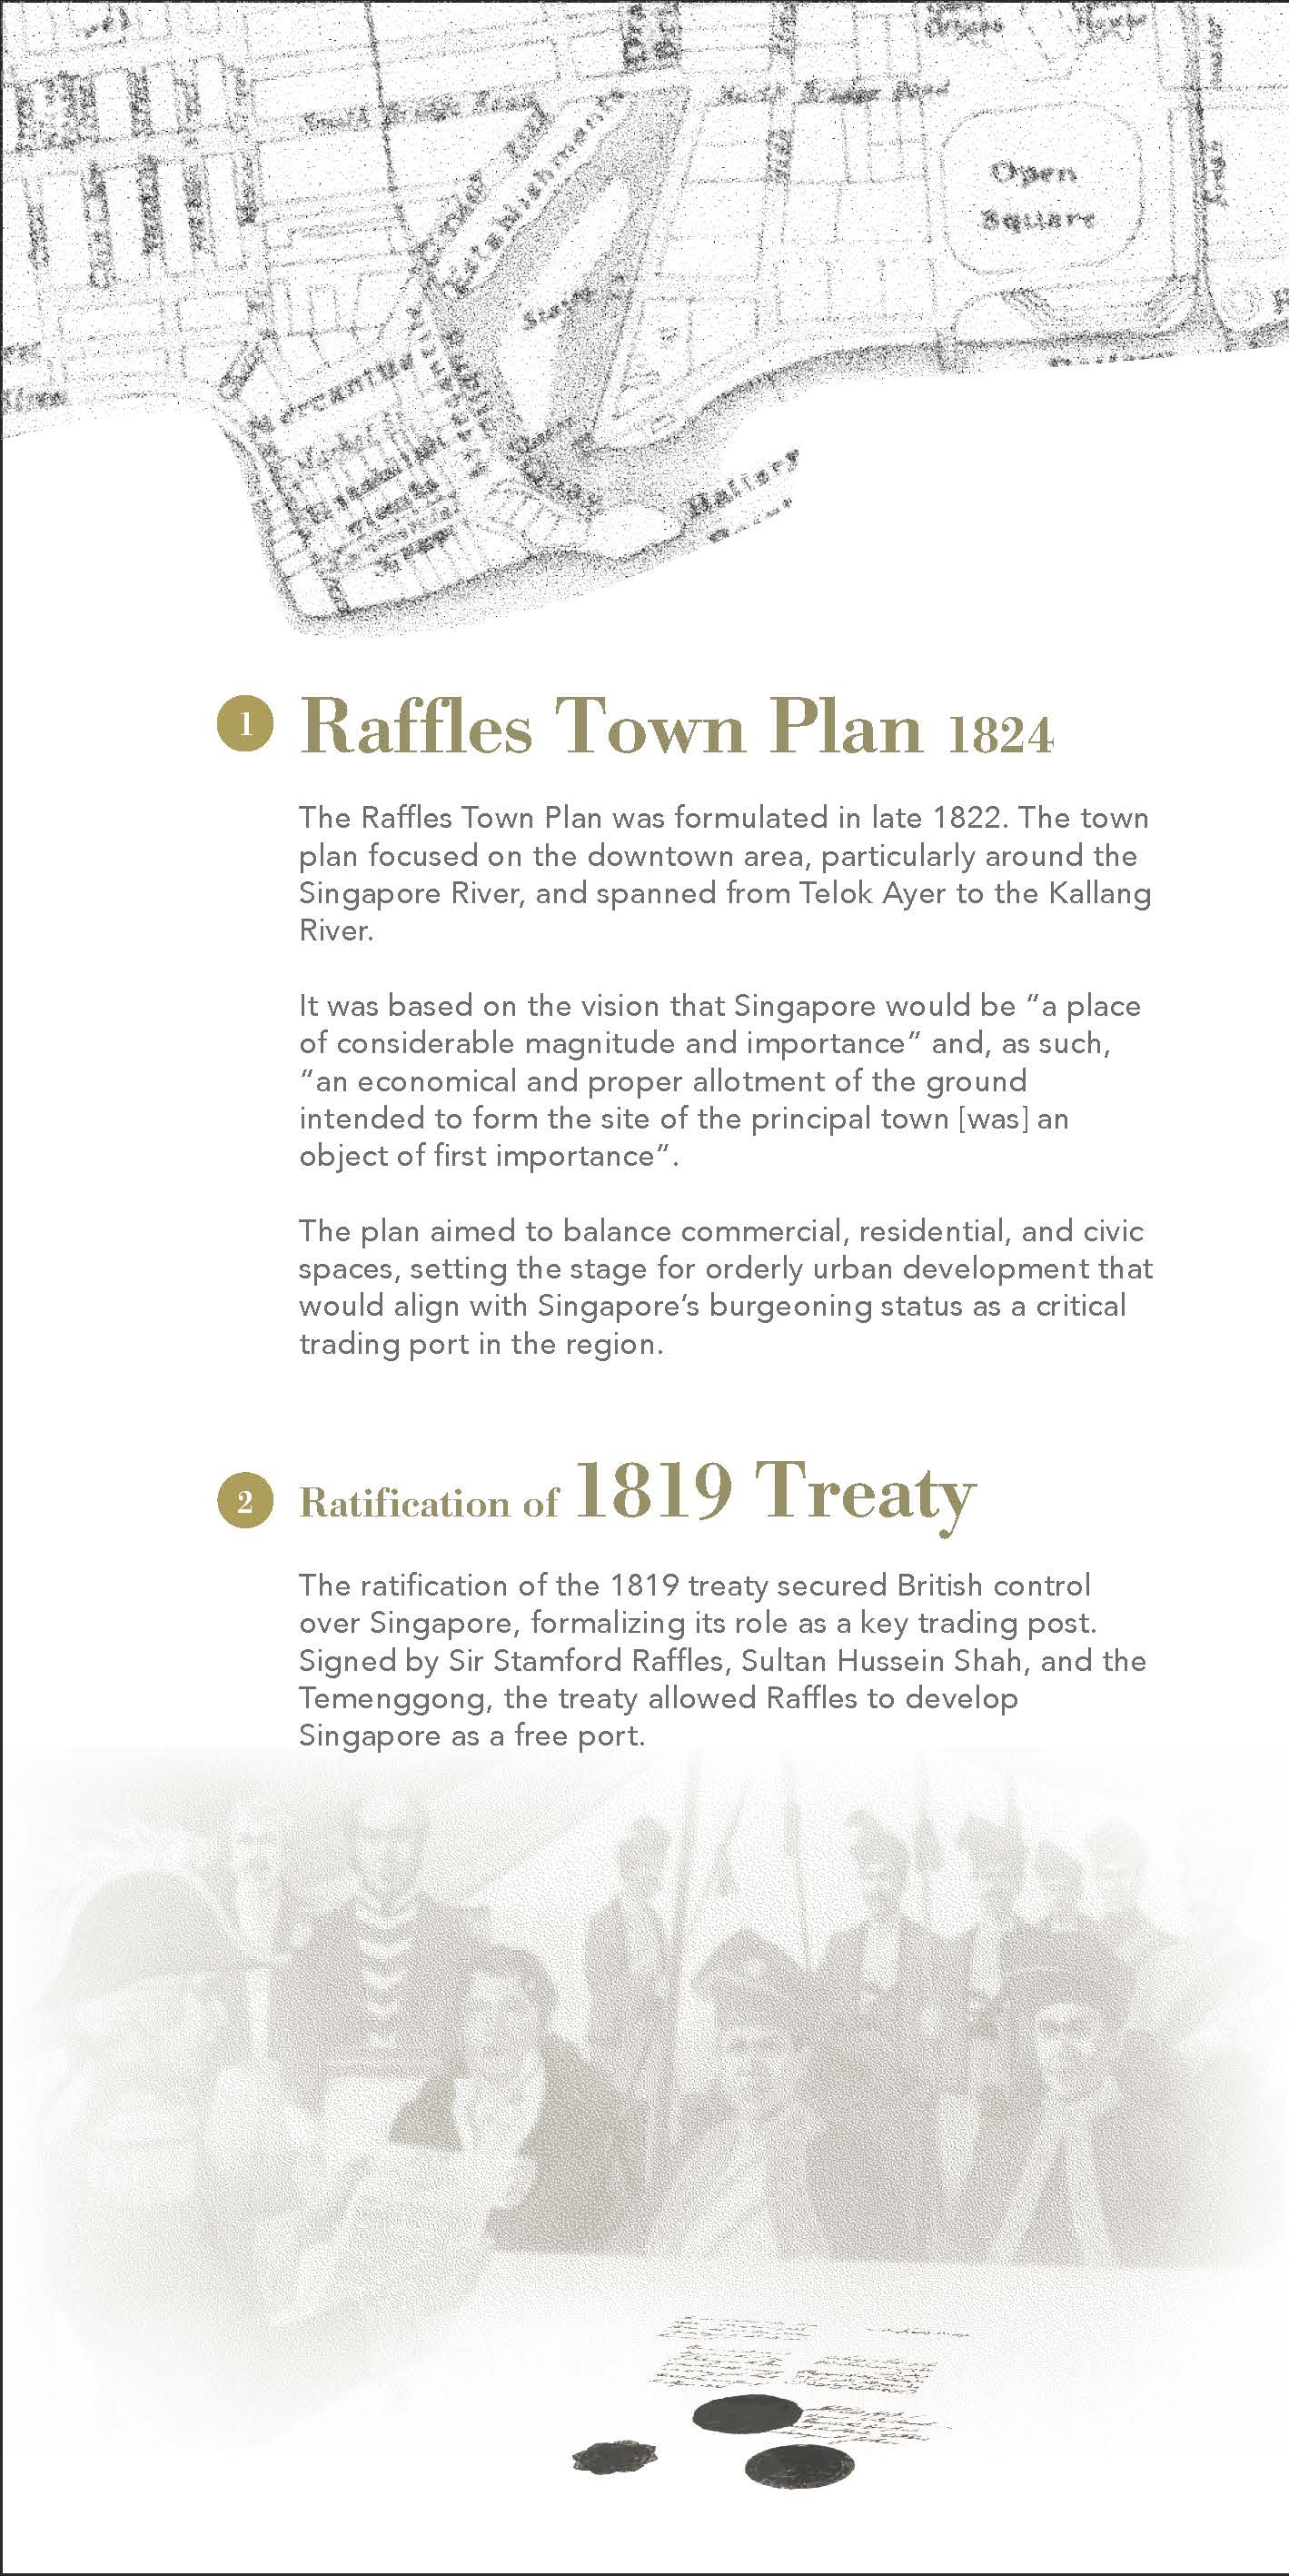 South Bridge Road
North Bridge Road
Open
Square
Establishments
Mercantile
Battery
1
Raffles Town Plan 1824
The Raffles Town Plan was formulated in late 1822. The town
plan focused on the downtown area, particularly around the
Singapore River, and spanned from Telok Ayer to the Kallang
River.
It was based on the vision that Singapore would be “a place
of considerable magnitude and importance” and, as such,
“an economical and proper allotment of the ground
intended to form the site of the principal town [was] an
object of first importance”.
The plan aimed to balance commercial, residential, and civic
spaces, setting the stage for orderly urban development that
would align with Singapore’s burgeoning status as a critical
trading port in the region.
2
Ratification of 1819 Treaty
The ratification of the 1819 treaty secured British control
over Singapore, formalizing its role as a key trading post.
Signed by Sir Stamford Raffles, Sultan Hussein Shah, and the
Temenggong, the treaty allowed Raffles to develop
Singapore as a free port.